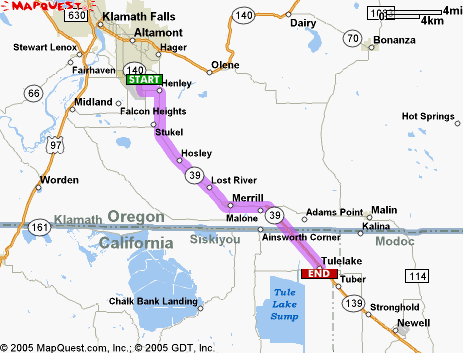 MAPQUEST
630
Klamath Falls
140
Dairy
4mi
4km
Altamont
Stewart Lenox
Hager
70
Bonanza
Fairhaven
Olene
140
START
Henley
66
Midland
Falcon Heights
Hot Springs
Stukel
97
Hosley
39
Worden
Lost River
Merrill
39
Adams Point
Malin
Malone
161
Klamath
Oregon
Kalina
California
Siskiyou
Ainsworth Corner
Modoc
Tulelake
END
114
Tule
Lake
Sump
Tuber
Chalk Bank Landing
139
Stronghold
Newell
© 2005 MapQuest.com, Inc.; © 2005 GDT, Inc.